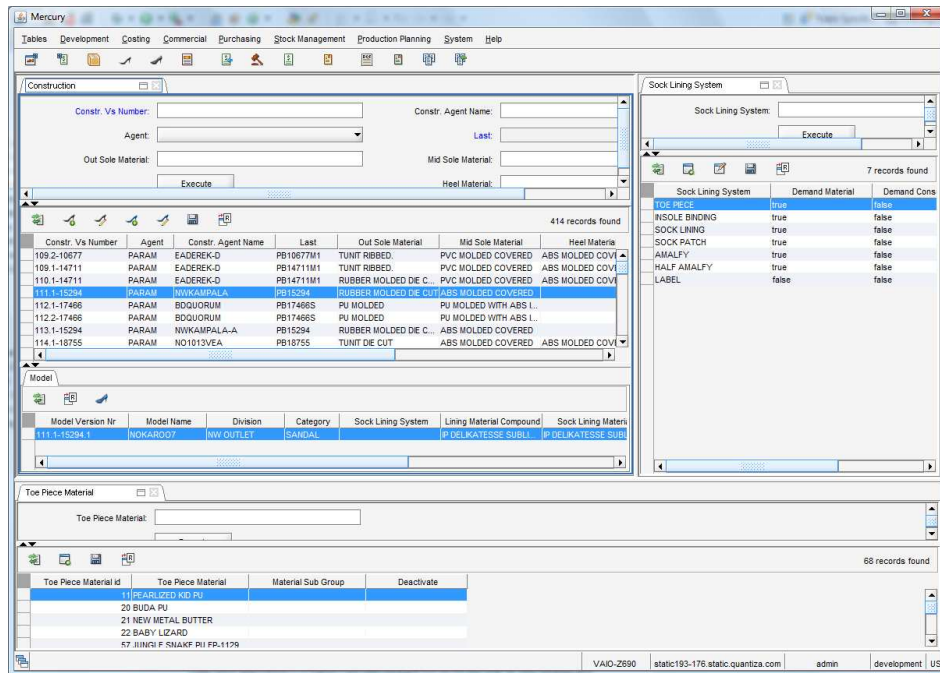 Mercury
Tables Development Costing Commercial Purchasing Stock Management Production Planning System Help
Construction
Constr. Vs Number: Constr. Agent Name:
Agent: Last:
Out Sole Material: Mid Sole Material:
Execute Heel Material:
414 records found
Constr. Vs Number Agent Constr. Agent Name Last Out Sole Material Mid Sole Material Heel Materia
109.2-10677 PARAM EADEREK-D PB10677M1 TUNIT RIBBED. PVC MOLDED COVERED ABS MOLDED COVI
109.1-14711 PARAM EADEREK-D PB14711M1 TUNIT RIBBED. ABS MOLDED COVERED ABS MOLDED COVI
110.1-14711 PARAM EADEREK-D PB14711M1 RUBBER MOLDED DIE C... PVC MOLDED COVERED ABS MOLDED COVI
111.1-15294 PARAM NWKAMPALA PB15294 RUBBER MOLDED DIE CUT ABS MOLDED COVERED
112.1-17466 PARAM BDQUORUM PB17466S PU MOLDED PU MOLDED WITH ABS I...
112.2-17466 PARAM BDQUORUM PB17466S PU MOLDED PU MOLDED WITH ABS I...
113.1-15294 PARAM NWKAMPALA-A PB15294 RUBBER MOLDED DIE C... ABS MOLDED COVERED
114.1-18755 PARAM NO1013VEA PB18755 TUNIT DIE CUT ABS MOLDED COVERED ABS MOLDED COVI
Model
Model Version Nr Model Name Division Category Sock Lining System Lining Material Compound Sock Lining Materi
111.1-15294.1 NOKAROO7 NW OUTLET SANDAL IP DELIKATESSE SUBLI... IP DELIKATESSE SUBL
Sock Lining System
Sock Lining System:
Execute
7 records found
Sock Lining System Demand Material Demand Cons
TOE PIECE true false
INSOLE BINDING true false
SOCK LINING true false
SOCK PATCH true false
AMALFY true false
HALF AMALFY true false
LABEL false false
Toe Piece Material
Toe Piece Material:
68 records found
Toe Piece Material id Toe Piece Material Material Sub Group Deactivate
11 PEARLIZED KID PU
20 BUDA PU
21 NEW METAL BUTTER
22 BABY LIZARD
57 JUNGLE SNAKE PU FP-1129
VAIO-Z690 static193-176.static.quantiza.com admin development US